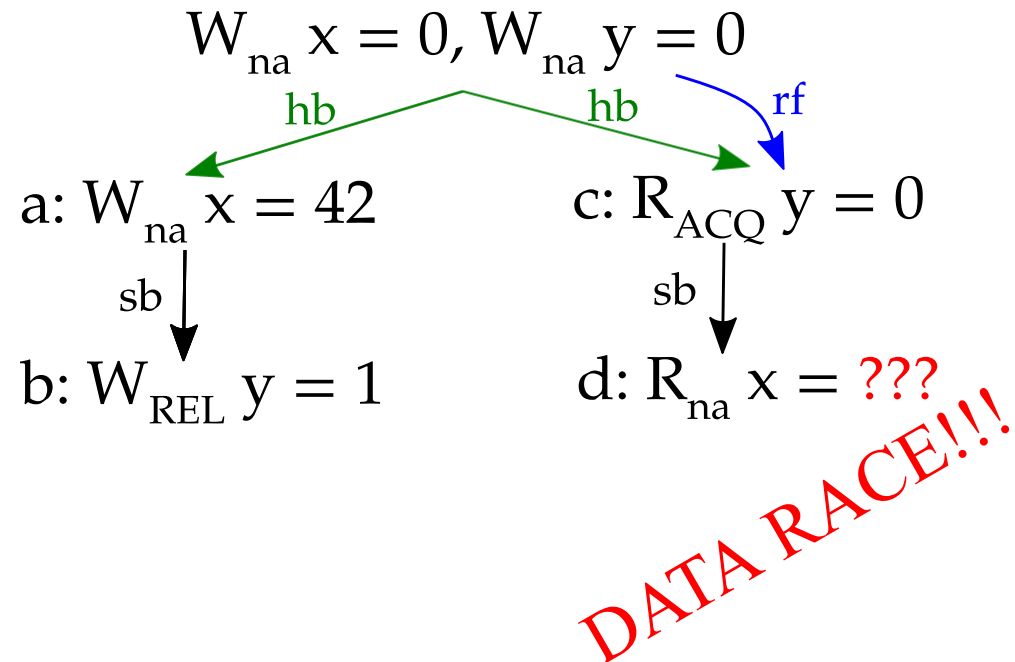 W_na x = 0, W_na y = 0
hb hb rf
a: W_na x = 42 c: R_ACQ y = 0
sb sb
b: W_REL y = 1 d: R_na x = ???
DATA RACE!!!